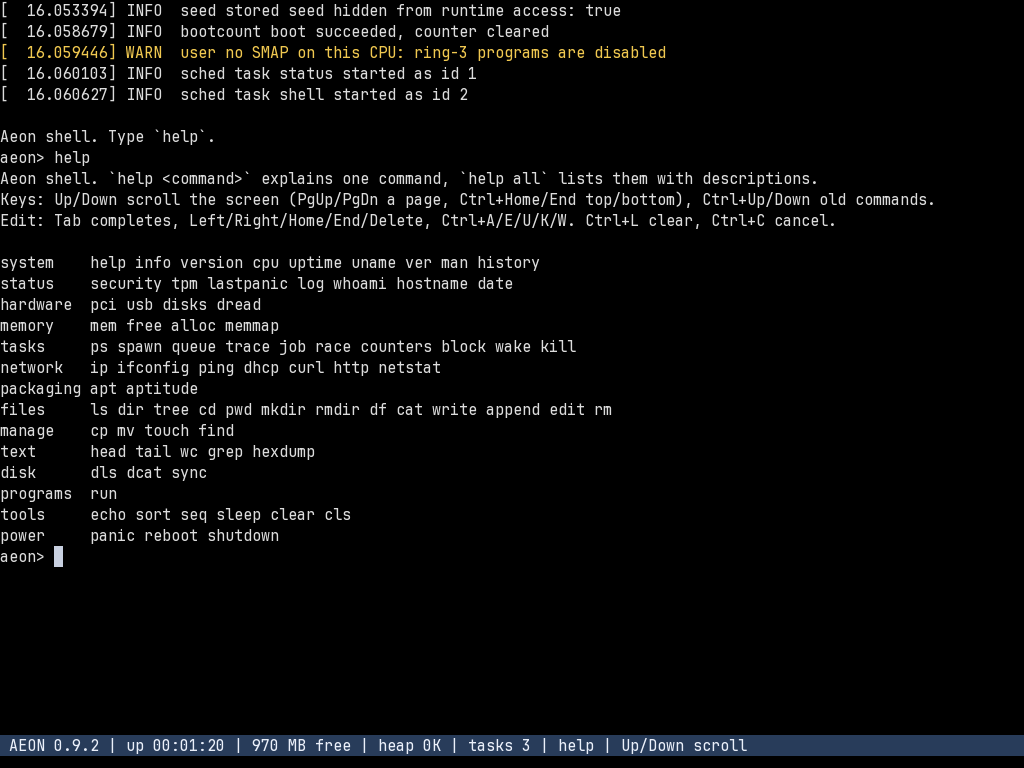 [  16.053394] INFO  seed stored seed hidden from runtime access: true
[  16.058679] INFO  bootcount boot succeeded, counter cleared
[  16.059446] WARN  user no SMAP on this CPU: ring-3 programs are disabled
[  16.060103] INFO  sched task status started as id 1
[  16.060627] INFO  sched task shell started as id 2

Aeon shell. Type `help`.
aeon> help
Aeon shell. `help <command>` explains one command, `help all` lists them with descriptions.
Keys: Up/Down scroll the screen (PgUp/PgDn a page, Ctrl+Home/End top/bottom), Ctrl+Up/Down old commands.
Edit: Tab completes, Left/Right/Home/End/Delete, Ctrl+A/E/U/K/W. Ctrl+L clear, Ctrl+C cancel.

system    help info version cpu uptime uname ver man history
status    security tpm lastpanic log whoami hostname date
hardware  pci usb disks dread
memory    mem free alloc memmap
tasks     ps spawn queue trace job race counters block wake kill
network   ip ifconfig ping dhcp curl http netstat
packaging apt aptitude
files     ls dir tree cd pwd mkdir rmdir df cat write append edit rm
manage    cp mv touch find
text      head tail wc grep hexdump
disk      dls dcat sync
programs  run
tools     echo sort seq sleep clear cls
power     panic reboot shutdown
aeon>
AEON 0.9.2 | up 00:01:20 | 970 MB free | heap OK | tasks 3 | help | Up/Down scroll